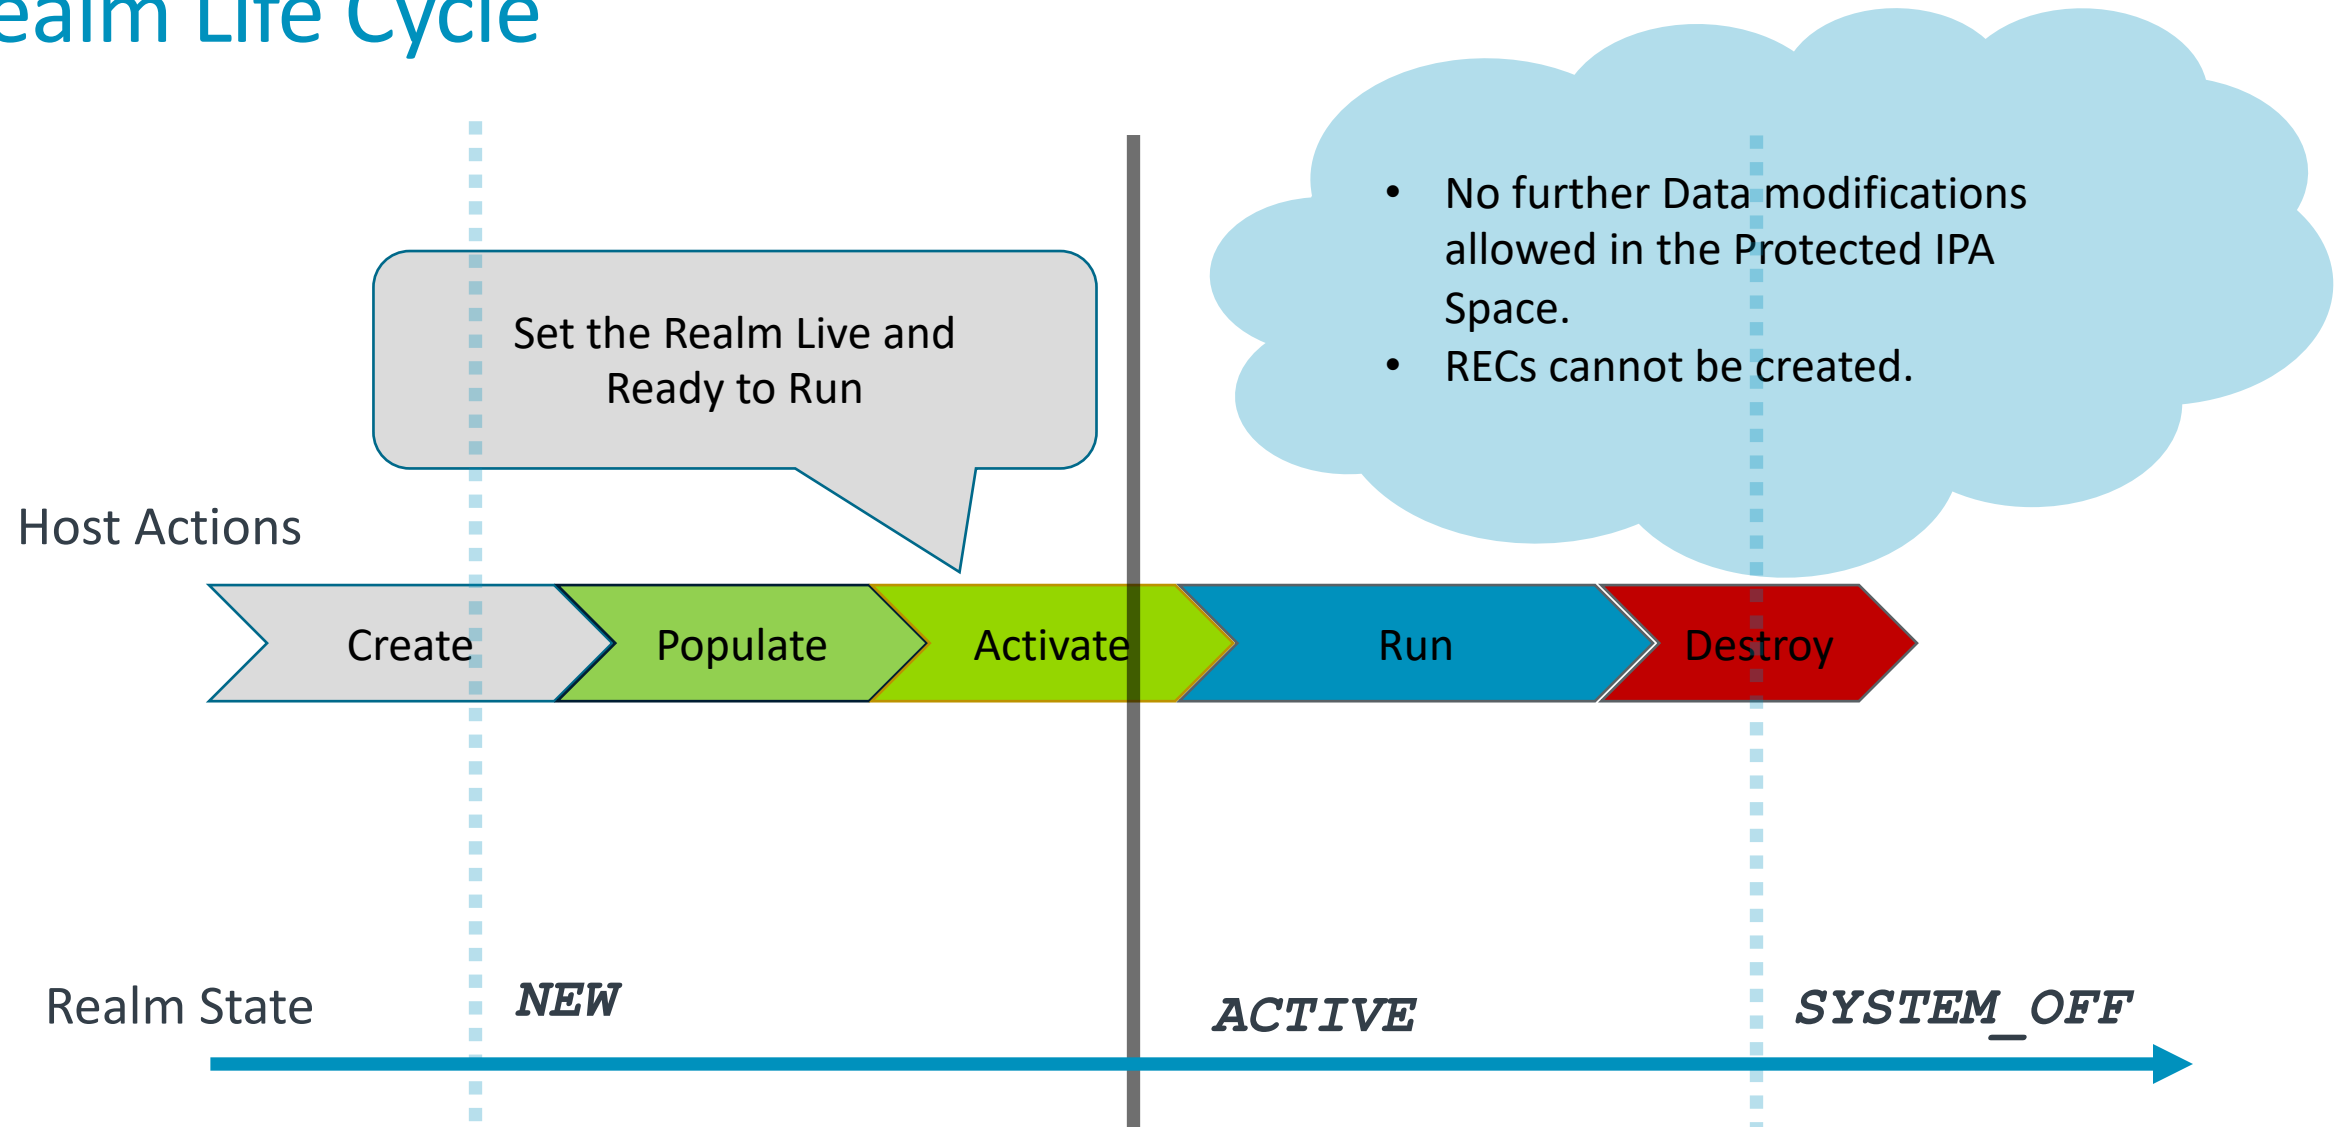 ealm Life Cycle
• No further Data modifications
allowed in the Protected IPA
Space.
• RECs cannot be created.
Set the Realm Live and
Ready to Run
Host Actions
Create
Populate
Activate
Run
Destroy
Realm State
NEW
ACTIVE
SYSTEM_OFF